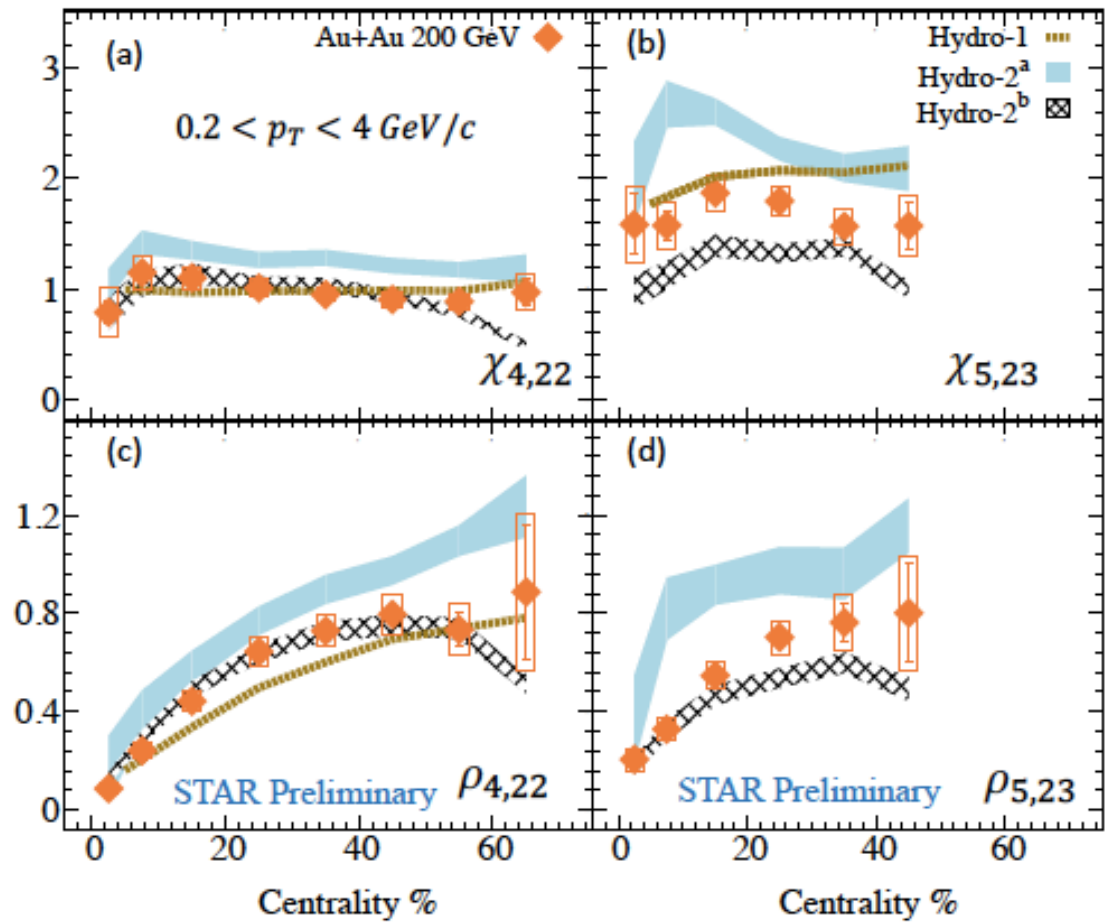 (a)
Au+Au 200 GeV
0.2 < p_T < 4 GeV/c
χ4,22
3
2
1
0
(b)
Hydro-1
Hydro-2^a
Hydro-2^b
χ5,23
(c)
STAR Preliminary
ρ4,22
1.2
0.8
0.4
0
(d)
STAR Preliminary
ρ5,23
0 20 40 60
0 20 40 60
Centrality %
Centrality %